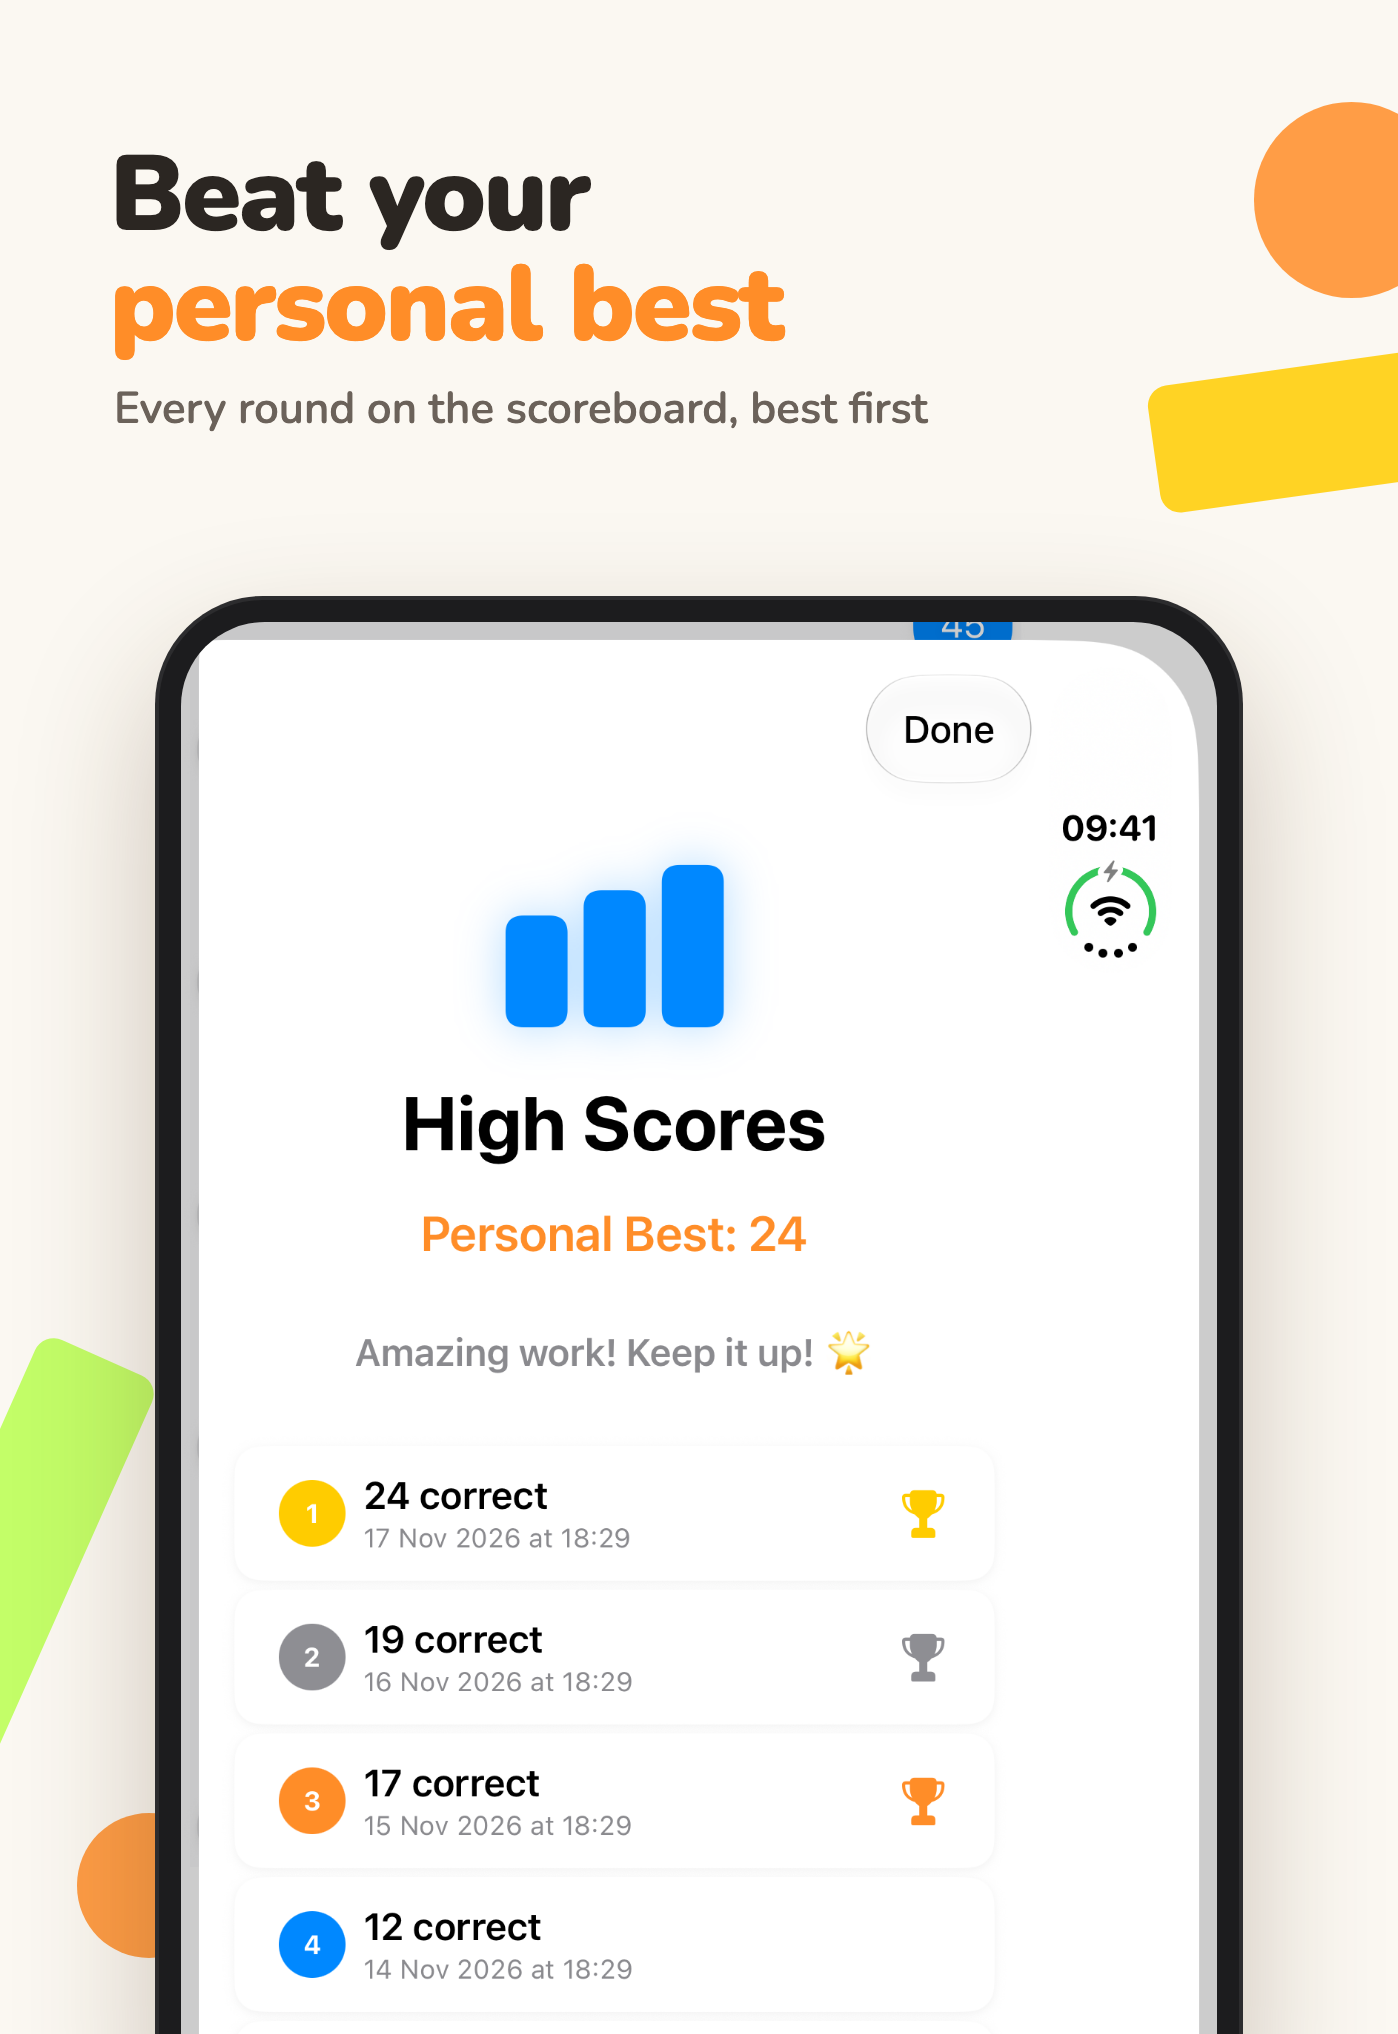 Beat your
personal best
Every round on the scoreboard, best first
45
Done
09:41
High Scores
Personal Best: 24
Amazing work! Keep it up! 🌟
1
24 correct
17 Nov 2026 at 18:29
2
19 correct
16 Nov 2026 at 18:29
3
17 correct
15 Nov 2026 at 18:29
4
12 correct
14 Nov 2026 at 18:29